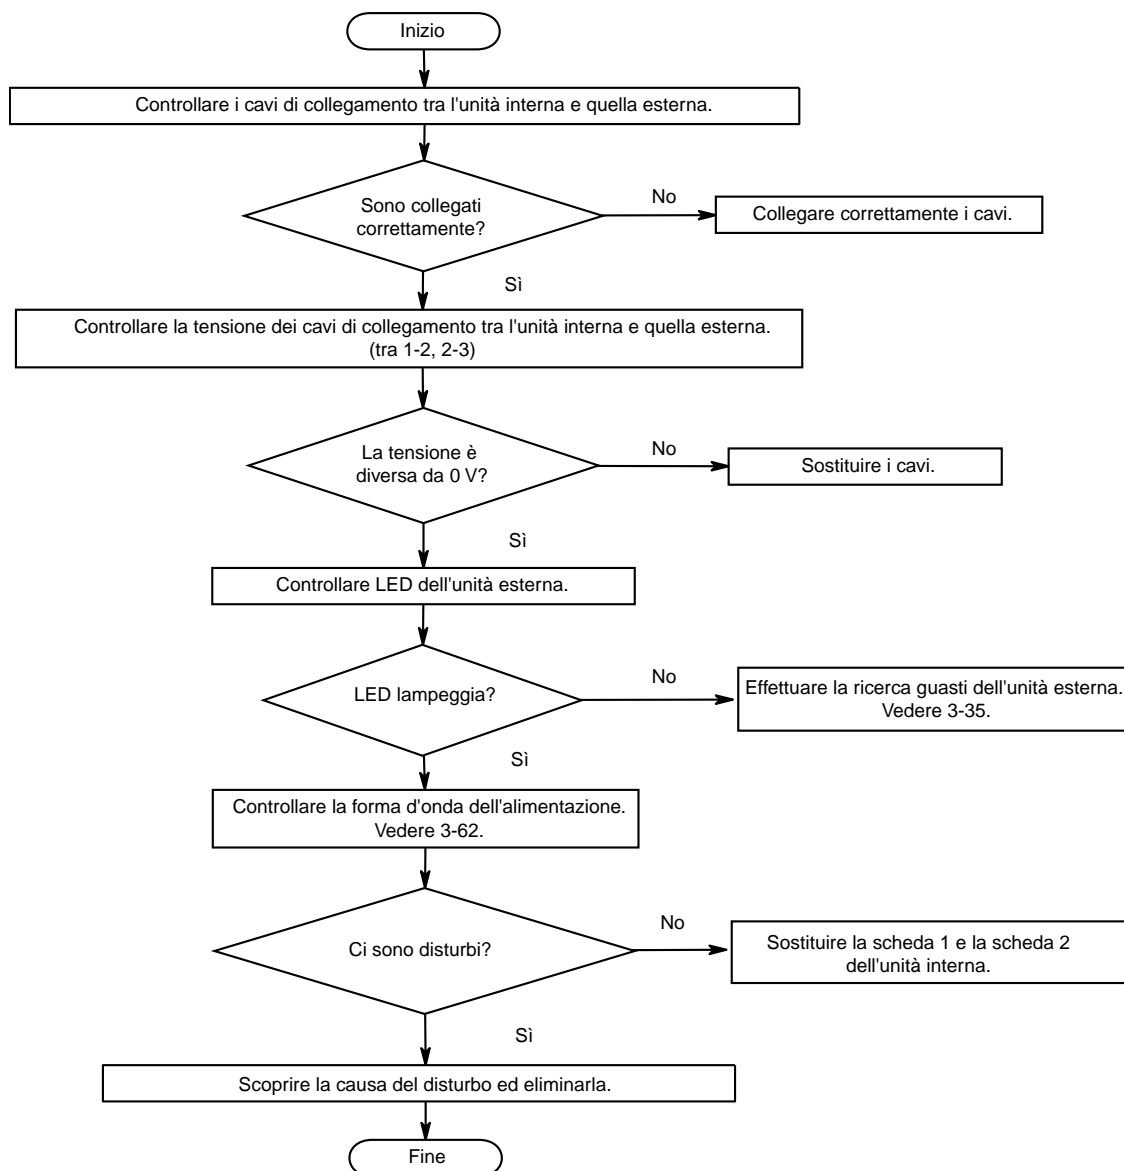 Inizio
Controllare i cavi di collegamento tra l'unità interna e quella esterna.
Sono collegati
correttamente?
No
Collegare correttamente i cavi.
Sì
Controllare la tensione dei cavi di collegamento tra l'unità interna e quella esterna.
(tra 1-2, 2-3)
La tensione è
diversa da 0 V?
No
Sostituire i cavi.
Sì
Controllare LED dell'unità esterna.
LED lampeggia?
No
Effettuare la ricerca guasti dell'unità esterna.
Vedere 3-35.
Sì
Controllare la forma d'onda dell'alimentazione.
Vedere 3-62.
Ci sono disturbi?
No
Sostituire la scheda 1 e la scheda 2
dell'unità interna.
Sì
Scoprire la causa del disturbo ed eliminarla.
Fine